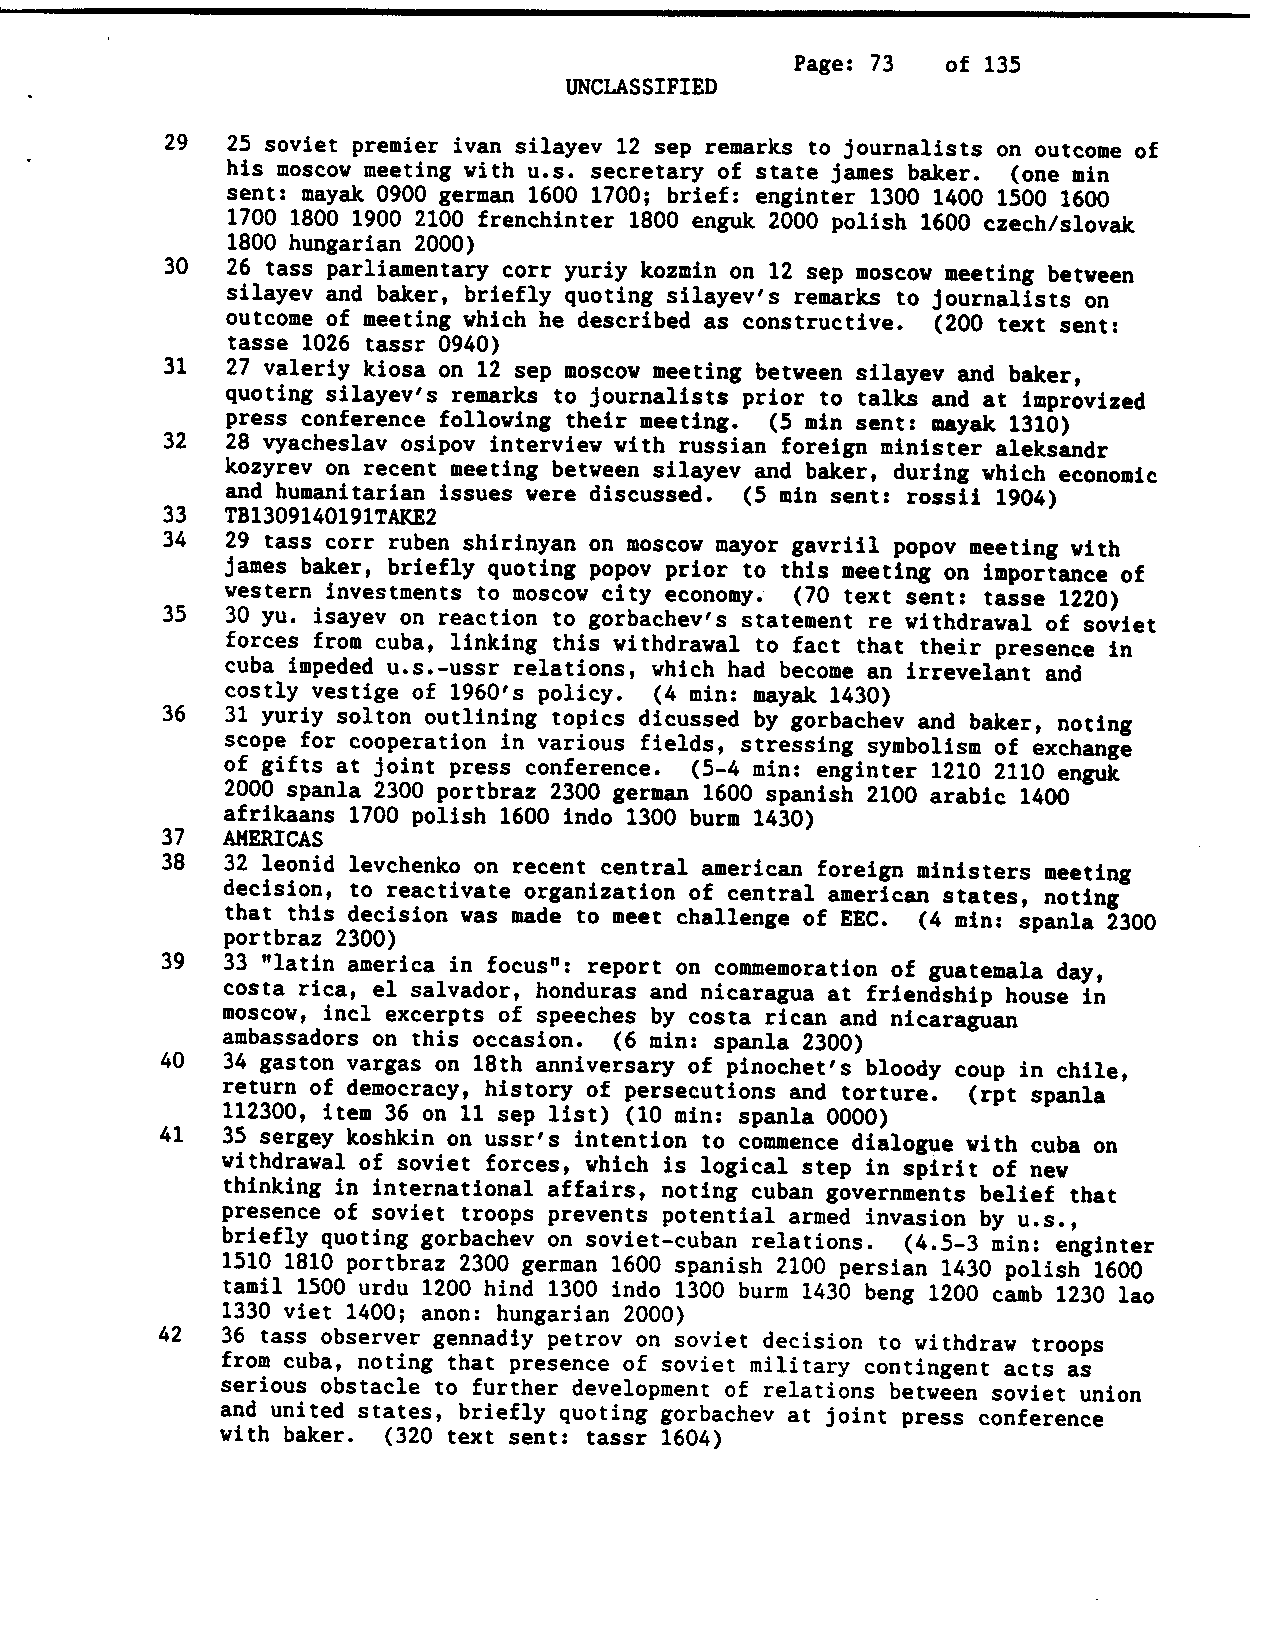 Page: 73 of 135
UNCLASSIFIED
29 25 soviet premier ivan silayev 12 sep remarks to journalists on outcome of
his moscow meeting with u.s. secretary of state james baker. (one min
sent: mayak 0900 german 1600 1700; brief: enginter 1300 1400 1500 1600
1700 1800 1900 2100 frenchinter 1800 enguk 2000 polish 1600 czech/slovak
1800 hungarian 2000)
30 26 tass parliamentary corr yuriy kozmin on 12 sep moscow meeting between
silayev and baker, briefly quoting silayev's remarks to journalists on
outcome of meeting which he described as constructive. (200 text sent:
tasse 1026 tassr 0940)
31 27 valeriy kiosa on 12 sep moscow meeting between silayev and baker,
quoting silayev's remarks to journalists prior to talks and at improvized
press conference following their meeting. (5 min sent: mayak 1310)
32 28 vyacheslav osipov interview with russian foreign minister aleksandr
kozyrev on recent meeting between silayev and baker, during which economic
and humanitarian issues were discussed. (5 min sent: rossii 1904)
33 TB1309140191TAKE2
34 29 tass corr ruben shirinyan on moscow mayor gavriil popov meeting with
james baker, briefly quoting popov prior to this meeting on importance of
western investments to moscow city economy. (70 text sent: tasse 1220)
35 30 yu. isayev on reaction to gorbachev's statement re withdrawal of soviet
forces from cuba, linking this withdrawal to fact that their presence in
cuba impeded u.s.-ussr relations, which had become an irrevelant and
costly vestige of 1960's policy. (4 min: mayak 1430)
36 31 yuriy solton outlining topics dicussed by gorbachev and baker, noting
scope for cooperation in various fields, stressing symbolism of exchange
of gifts at joint press conference. (5-4 min: enginter 1210 2110 enguk
2000 spanla 2300 portbraz 2300 german 1600 spanish 2100 arabic 1400
afrikaans 1700 polish 1600 indo 1300 burm 1430)
37 AMERICAS
38 32 leonid levchenko on recent central american foreign ministers meeting
decision, to reactivate organization of central american states, noting
that this decision was made to meet challenge of EEC. (4 min: spanla 2300
portbraz 2300)
39 33 "latin america in focus": report on commemoration of guatemala day,
costa rica, el salvador, honduras and nicaragua at friendship house in
moscow, incl excerpts of speeches by costa rican and nicaraguan
ambassadors on this occasion. (6 min: spanla 2300)
40 34 gaston vargas on 18th anniversary of pinochet's bloody coup in chile,
return of democracy, history of persecutions and torture. (rpt spanla
112300, item 36 on 11 sep list) (10 min: spanla 0000)
41 35 sergey koshkin on ussr's intention to commence dialogue with cuba on
withdrawal of soviet forces, which is logical step in spirit of new
thinking in international affairs, noting cuban governments belief that
presence of soviet troops prevents potential armed invasion by u.s.,
briefly quoting gorbachev on soviet-cuban relations. (4.5-3 min: enginter
1510 1810 portbraz 2300 german 1600 spanish 2100 persian 1430 polish 1600
tamil 1500 urdu 1200 hind 1300 indo 1300 burm 1430 beng 1200 camb 1230 lao
1330 viet 1400; anon: hungarian 2000)
42 36 tass observer gennadiy petrov on soviet decision to withdraw troops
from cuba, noting that presence of soviet military contingent acts as
serious obstacle to further development of relations between soviet union
and united states, briefly quoting gorbachev at joint press conference
with baker. (320 text sent: tassr 1604)